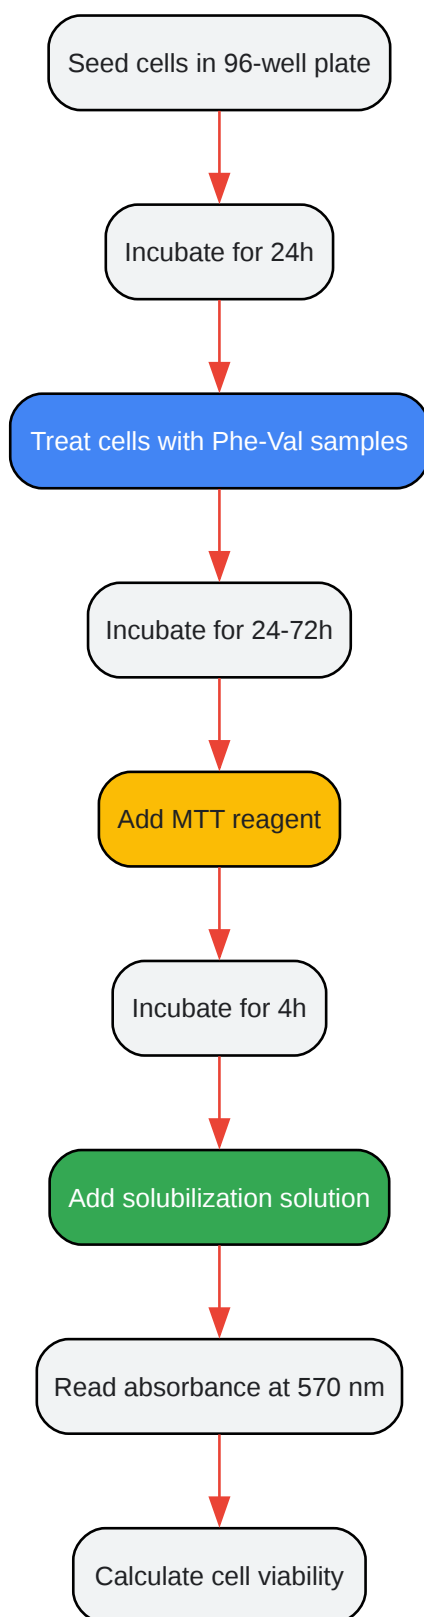 Seed cells in 96-well plate
Incubate for 24h
Treat cells with Phe-Val samples
Incubate for 24-72h
Add MTT reagent
Incubate for 4h
Add solubilization solution
Read absorbance at 570 nm
Calculate cell viability